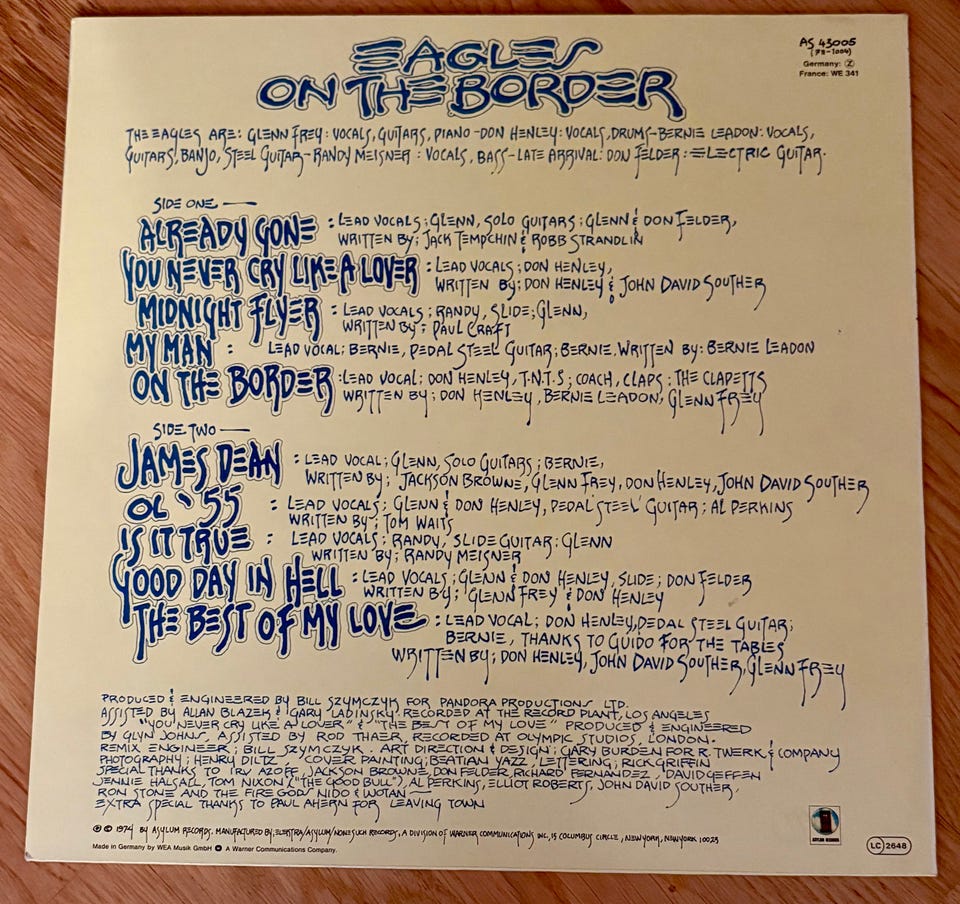 EAGLES
ON THE BORDER
AS 43005
(7E-1004)
Germany: Z
France: WE 341
THE EAGLES ARE: GLENN FREY: VOCALS, GUITARS, PIANO-DON HENLEY: VOCALS, DRUMS-BERNIE LEADON: VOCALS,
GUITARS, BANJO, STEEL GUITAR-RANDY MEISNER: VOCALS, BASS-LATE ARRIVAL: DON FELDER: ELECTRIC GUITAR.
SIDE ONE —
ALREADY GONE : LEAD VOCALS; GLENN, SOLO GUITARS; GLENN & DON FELDER,
WRITTEN BY; JACK TEMPCHIN & ROBB STRANDLIN
YOU NEVER CRY LIKE A LOVER : LEAD VOCALS; DON HENLEY,
WRITTEN BY; DON HENLEY & JOHN DAVID SOUTHER
MIDNIGHT FLYER : LEAD VOCALS; RANDY, SLIDE; GLENN,
WRITTEN BY; PAUL CRAFT
MY MAN : LEAD VOCAL; BERNIE, PEDAL STEEL GUITAR; BERNIE, WRITTEN BY: BERNIE LEADON
ON THE BORDER : LEAD VOCAL; DON HENLEY, T.N.T.S; COACH, CLAPS; THE CLAPETTS
WRITTEN BY; DON HENLEY, BERNIE LEADON, GLENN FREY
SIDE TWO —
JAMES DEAN : LEAD VOCAL; GLENN, SOLO GUITARS; BERNIE,
WRITTEN BY; JACKSON BROWNE, GLENN FREY, DON HENLEY, JOHN DAVID SOUTHER
OL '55 : LEAD VOCALS; GLENN & DON HENLEY, PEDAL STEEL GUITAR; AL PERKINS
WRITTEN BY; TOM WAITS
IS IT TRUE : LEAD VOCALS; RANDY, SLIDE GUITAR: GLENN
WRITTEN BY; RANDY MEISNER
GOOD DAY IN HELL : LEAD VOCALS; GLENN & DON HENLEY, SLIDE; DON FELDER
WRITTEN BY; GLENN FREY & DON HENLEY
THE BEST OF MY LOVE : LEAD VOCAL; DON HENLEY, PEDAL STEEL GUITAR;
BERNIE, THANKS TO GUIDO FOR THE TABLES
WRITTEN BY; DON HENLEY, JOHN DAVID SOUTHER, GLENN FREY
PRODUCED & ENGINEERED BY BILL SZYMCZYK FOR PANDORA PRODUCTIONS LTD.
ASSISTED BY ALLAN BLAZEK & GARY LADINSKY. RECORDED AT THE RECORD PLANT, LOS ANGELES
"YOU NEVER CRY LIKE A LOVER" & "THE BEST OF MY LOVE" PRODUCED & ENGINEERED
BY GLYN JOHNS, ASSISTED BY ROD THAER, RECORDED AT OLYMPIC STUDIOS, LONDON.
REMIX ENGINEER; BILL SZYMCZYK. ART DIRECTION & DESIGN; GARY BURDEN FOR R. TWERK & COMPANY
PHOTOGRAPHY; HENRY DILTZ, COVER PAINTING; BEATIAN YAZZ, LETTERING; RICK GRIFFIN
SPECIAL THANKS TO IRV AZOFF, JACKSON BROWNE, DON FELDER, RICHARD FERNANDEZ, DAVID GEFFEN
JENNIE HALSALL, TOM NIXON ("THE GOOD BULL"), AL PERKINS, ELLIOT ROBERTS, JOHN DAVID SOUTHER,
RON STONE AND THE FIRE GOD/ NIDO & WOTAN.
EXTRA SPECIAL THANKS TO PAUL AHERN FOR LEAVING TOWN
Ⓟ © 1974 BY ASYLUM RECORDS. MANUFACTURED BY; ELEKTRA/ASYLUM/NONESUCH RECORDS, A DIVISION OF WARNER COMMUNICATIONS INC, 15 COLUMBUS CIRCLE, NEW YORK, NEW YORK 10023
Made in Germany by WEA Musik GmbH A Warner Communications Company.
ASYLUM RECORDS
LC 2648